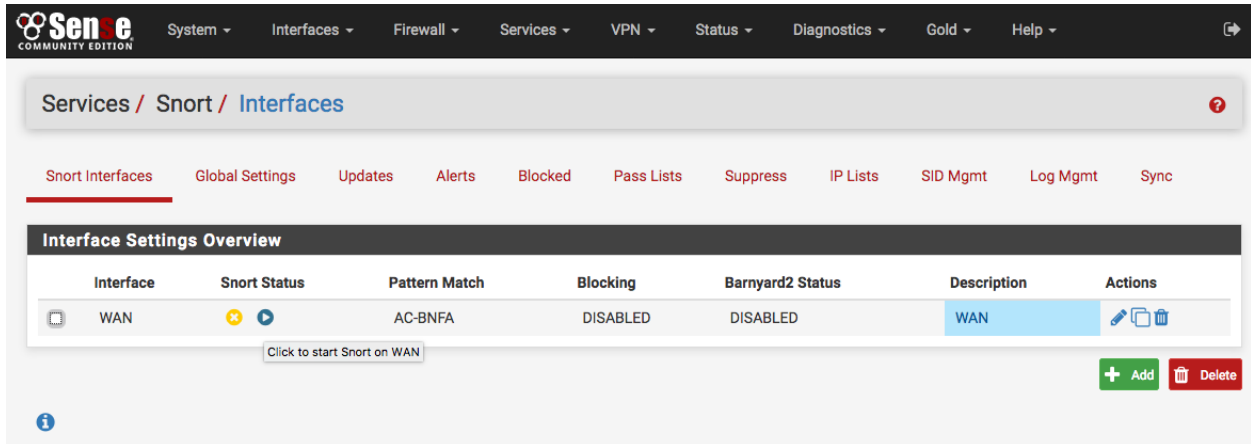 Sense
COMMUNITY EDITION
System Interfaces Firewall Services VPN Status Diagnostics Gold Help
Services / Snort / Interfaces
Snort Interfaces Global Settings Updates Alerts Blocked Pass Lists Suppress IP Lists SID Mgmt Log Mgmt Sync
Interface Settings Overview
Interface Snort Status Pattern Match Blocking Barnyard2 Status Description Actions
WAN AC-BNFA DISABLED DISABLED WAN
Click to start Snort on WAN
+ Add Delete